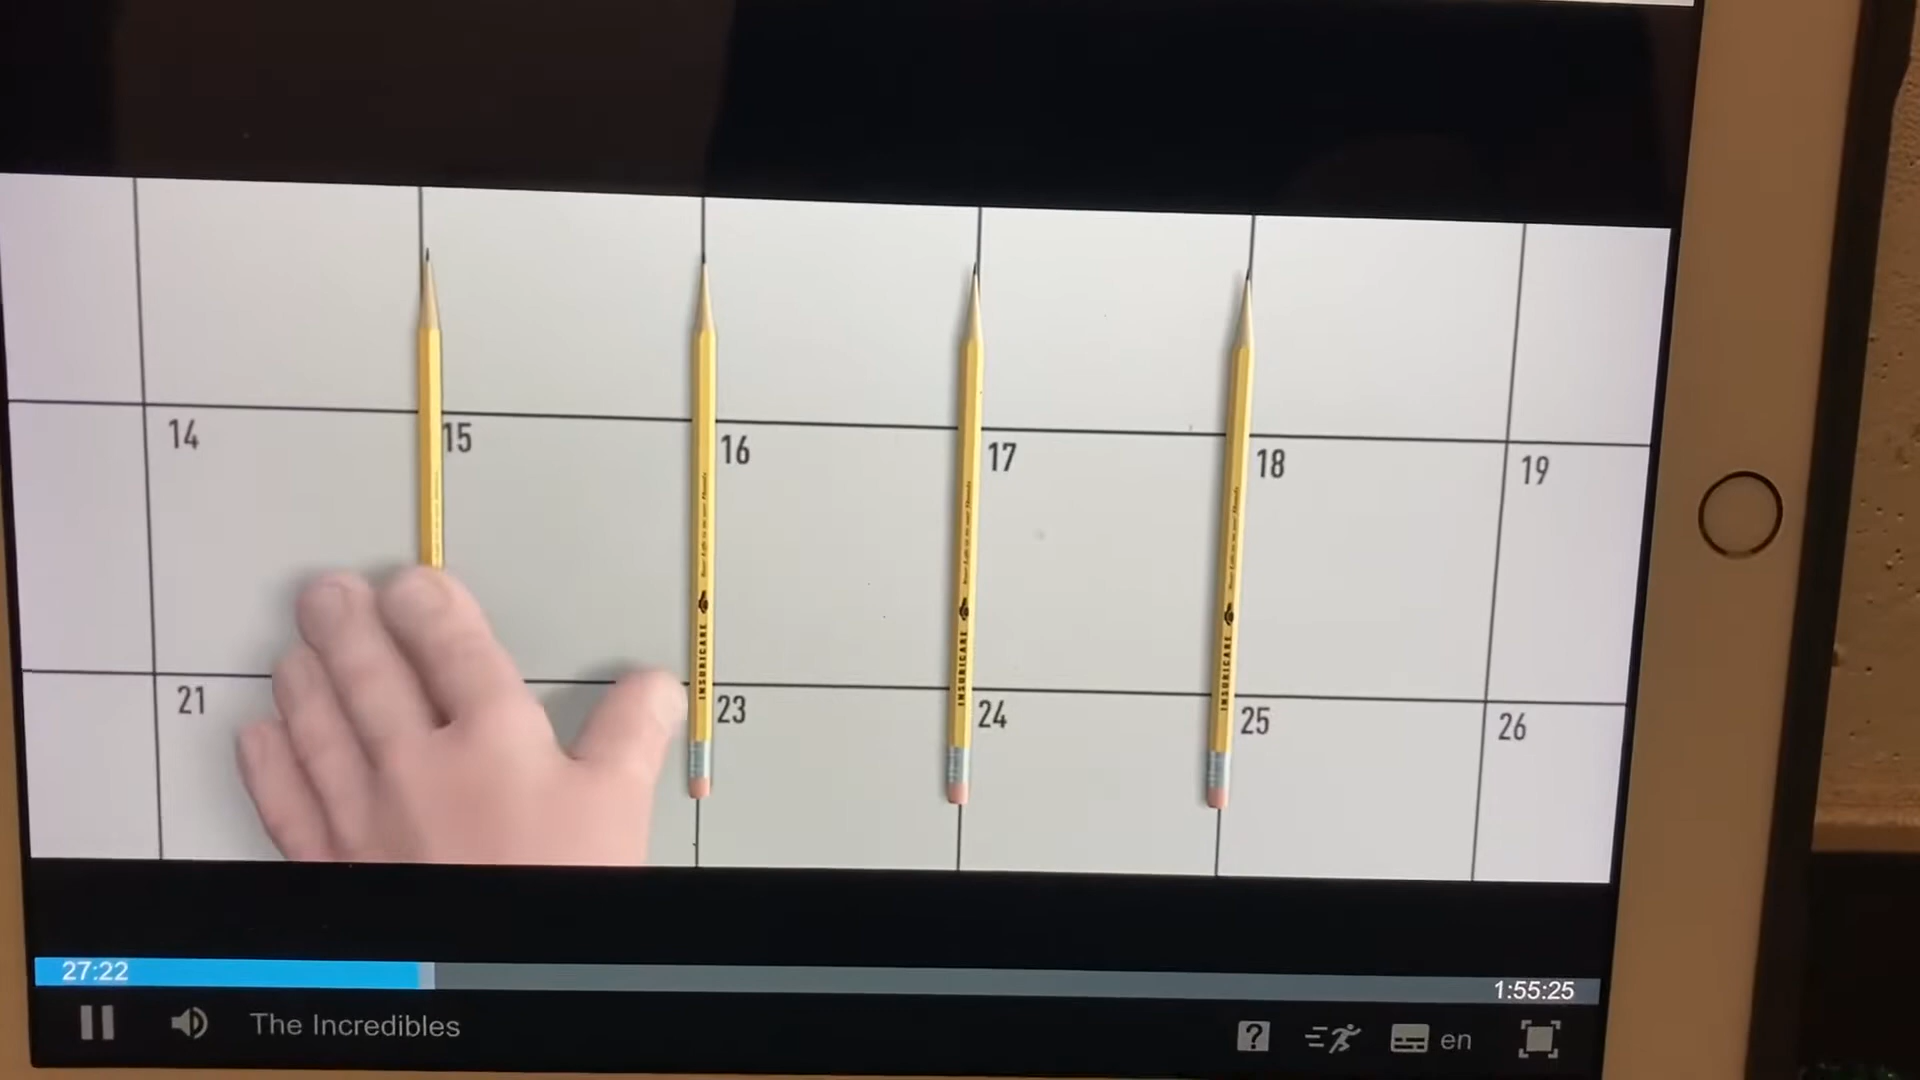 14
15
16
17
18
19
INSURICARE
INSURICARE
INSURICARE
21
23
24
25
26
27:22
1:55:25
The Incredibles
?
en